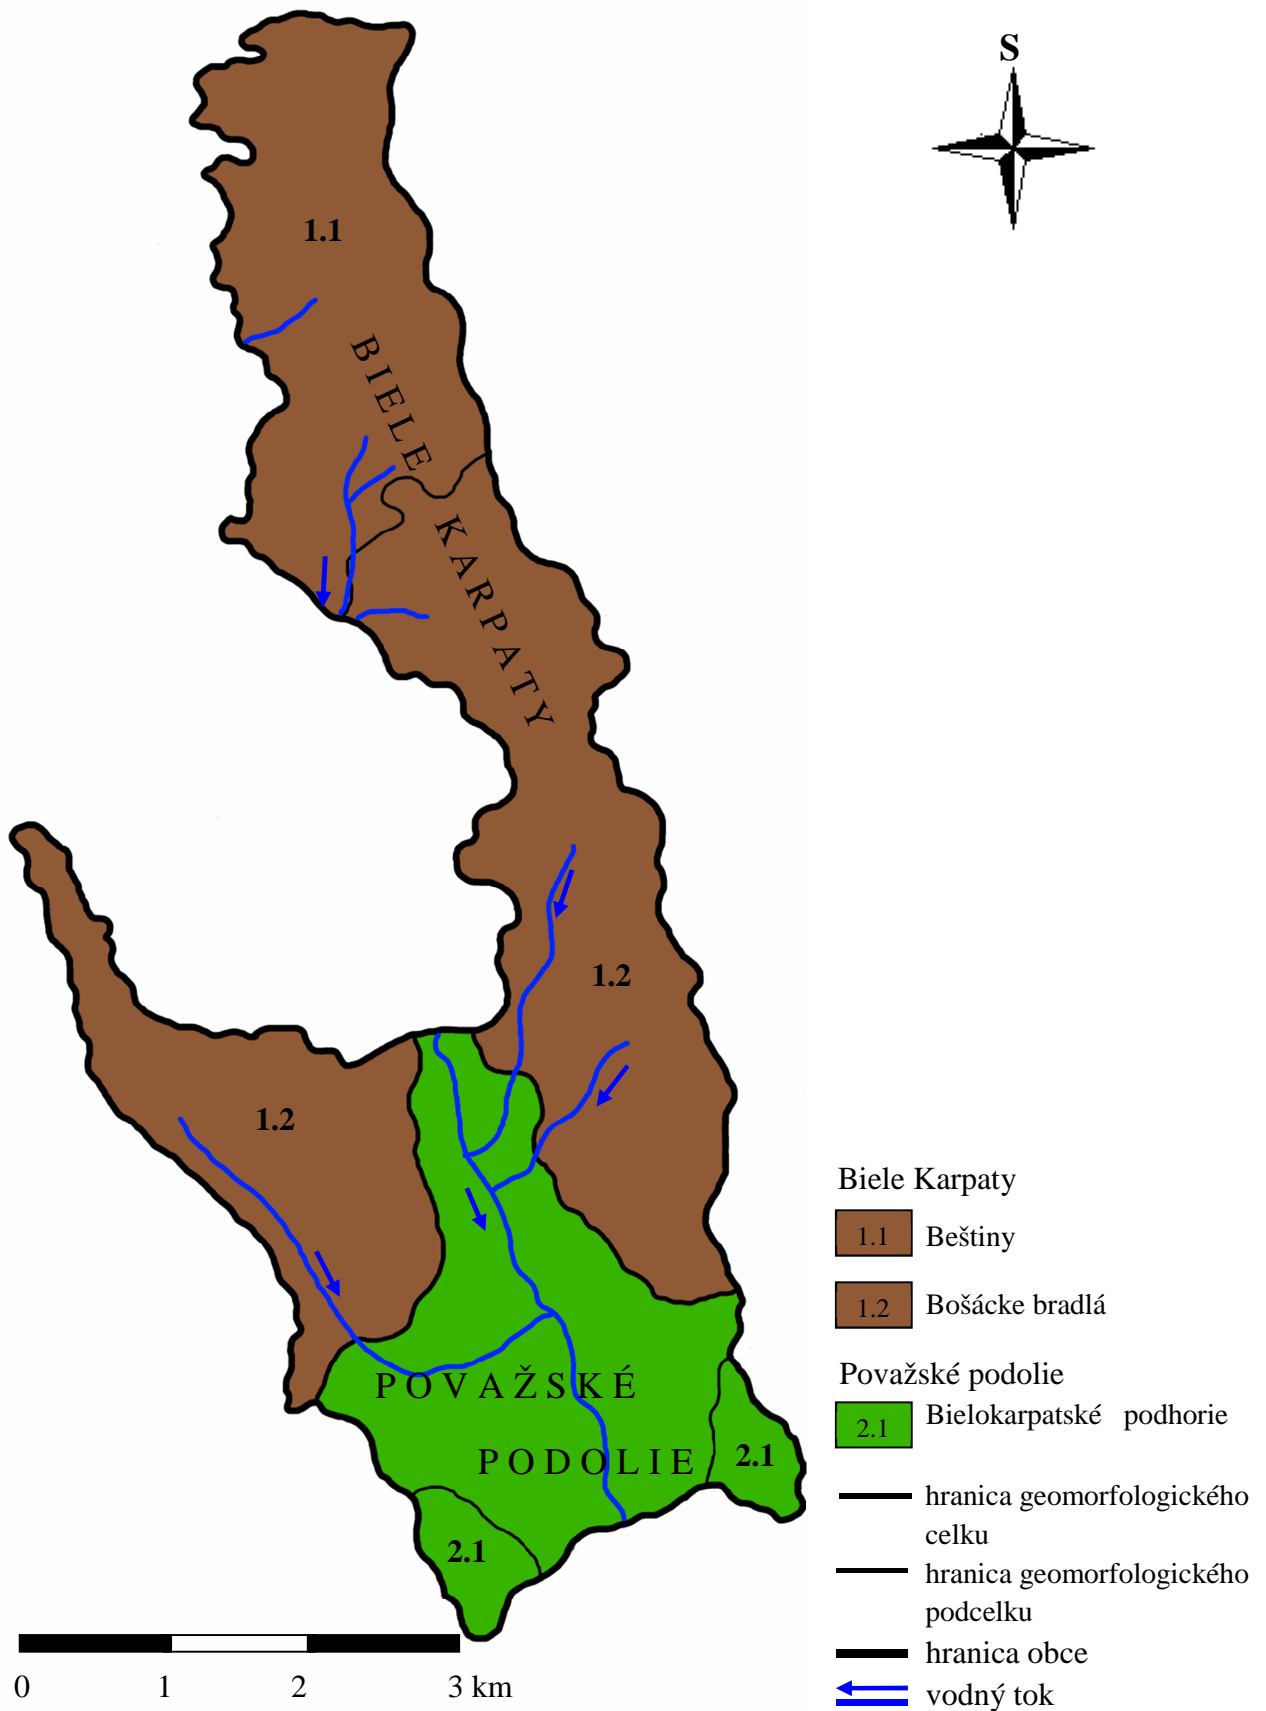 S
1.1
BIELE
KARPATY
1.2
1.2
POVAŽSKÉ
PODOLIE
2.1
2.1
0 1 2 3 km
Biele Karpaty
1.1 Beštiny
1.2 Bošácke bradlá
Považské podolie
2.1 Bielokarpatské podhorie
hranica geomorfologického
celku
hranica geomorfologického
podcelku
hranica obce
vodný tok